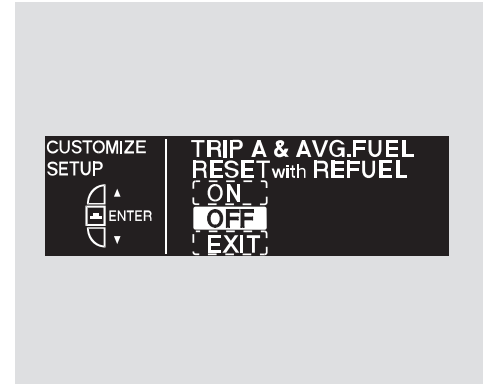 CUSTOMIZE
SETUP
ENTER
TRIP A & AVG.FUEL
RESET with REFUEL
ON
OFF
EXIT